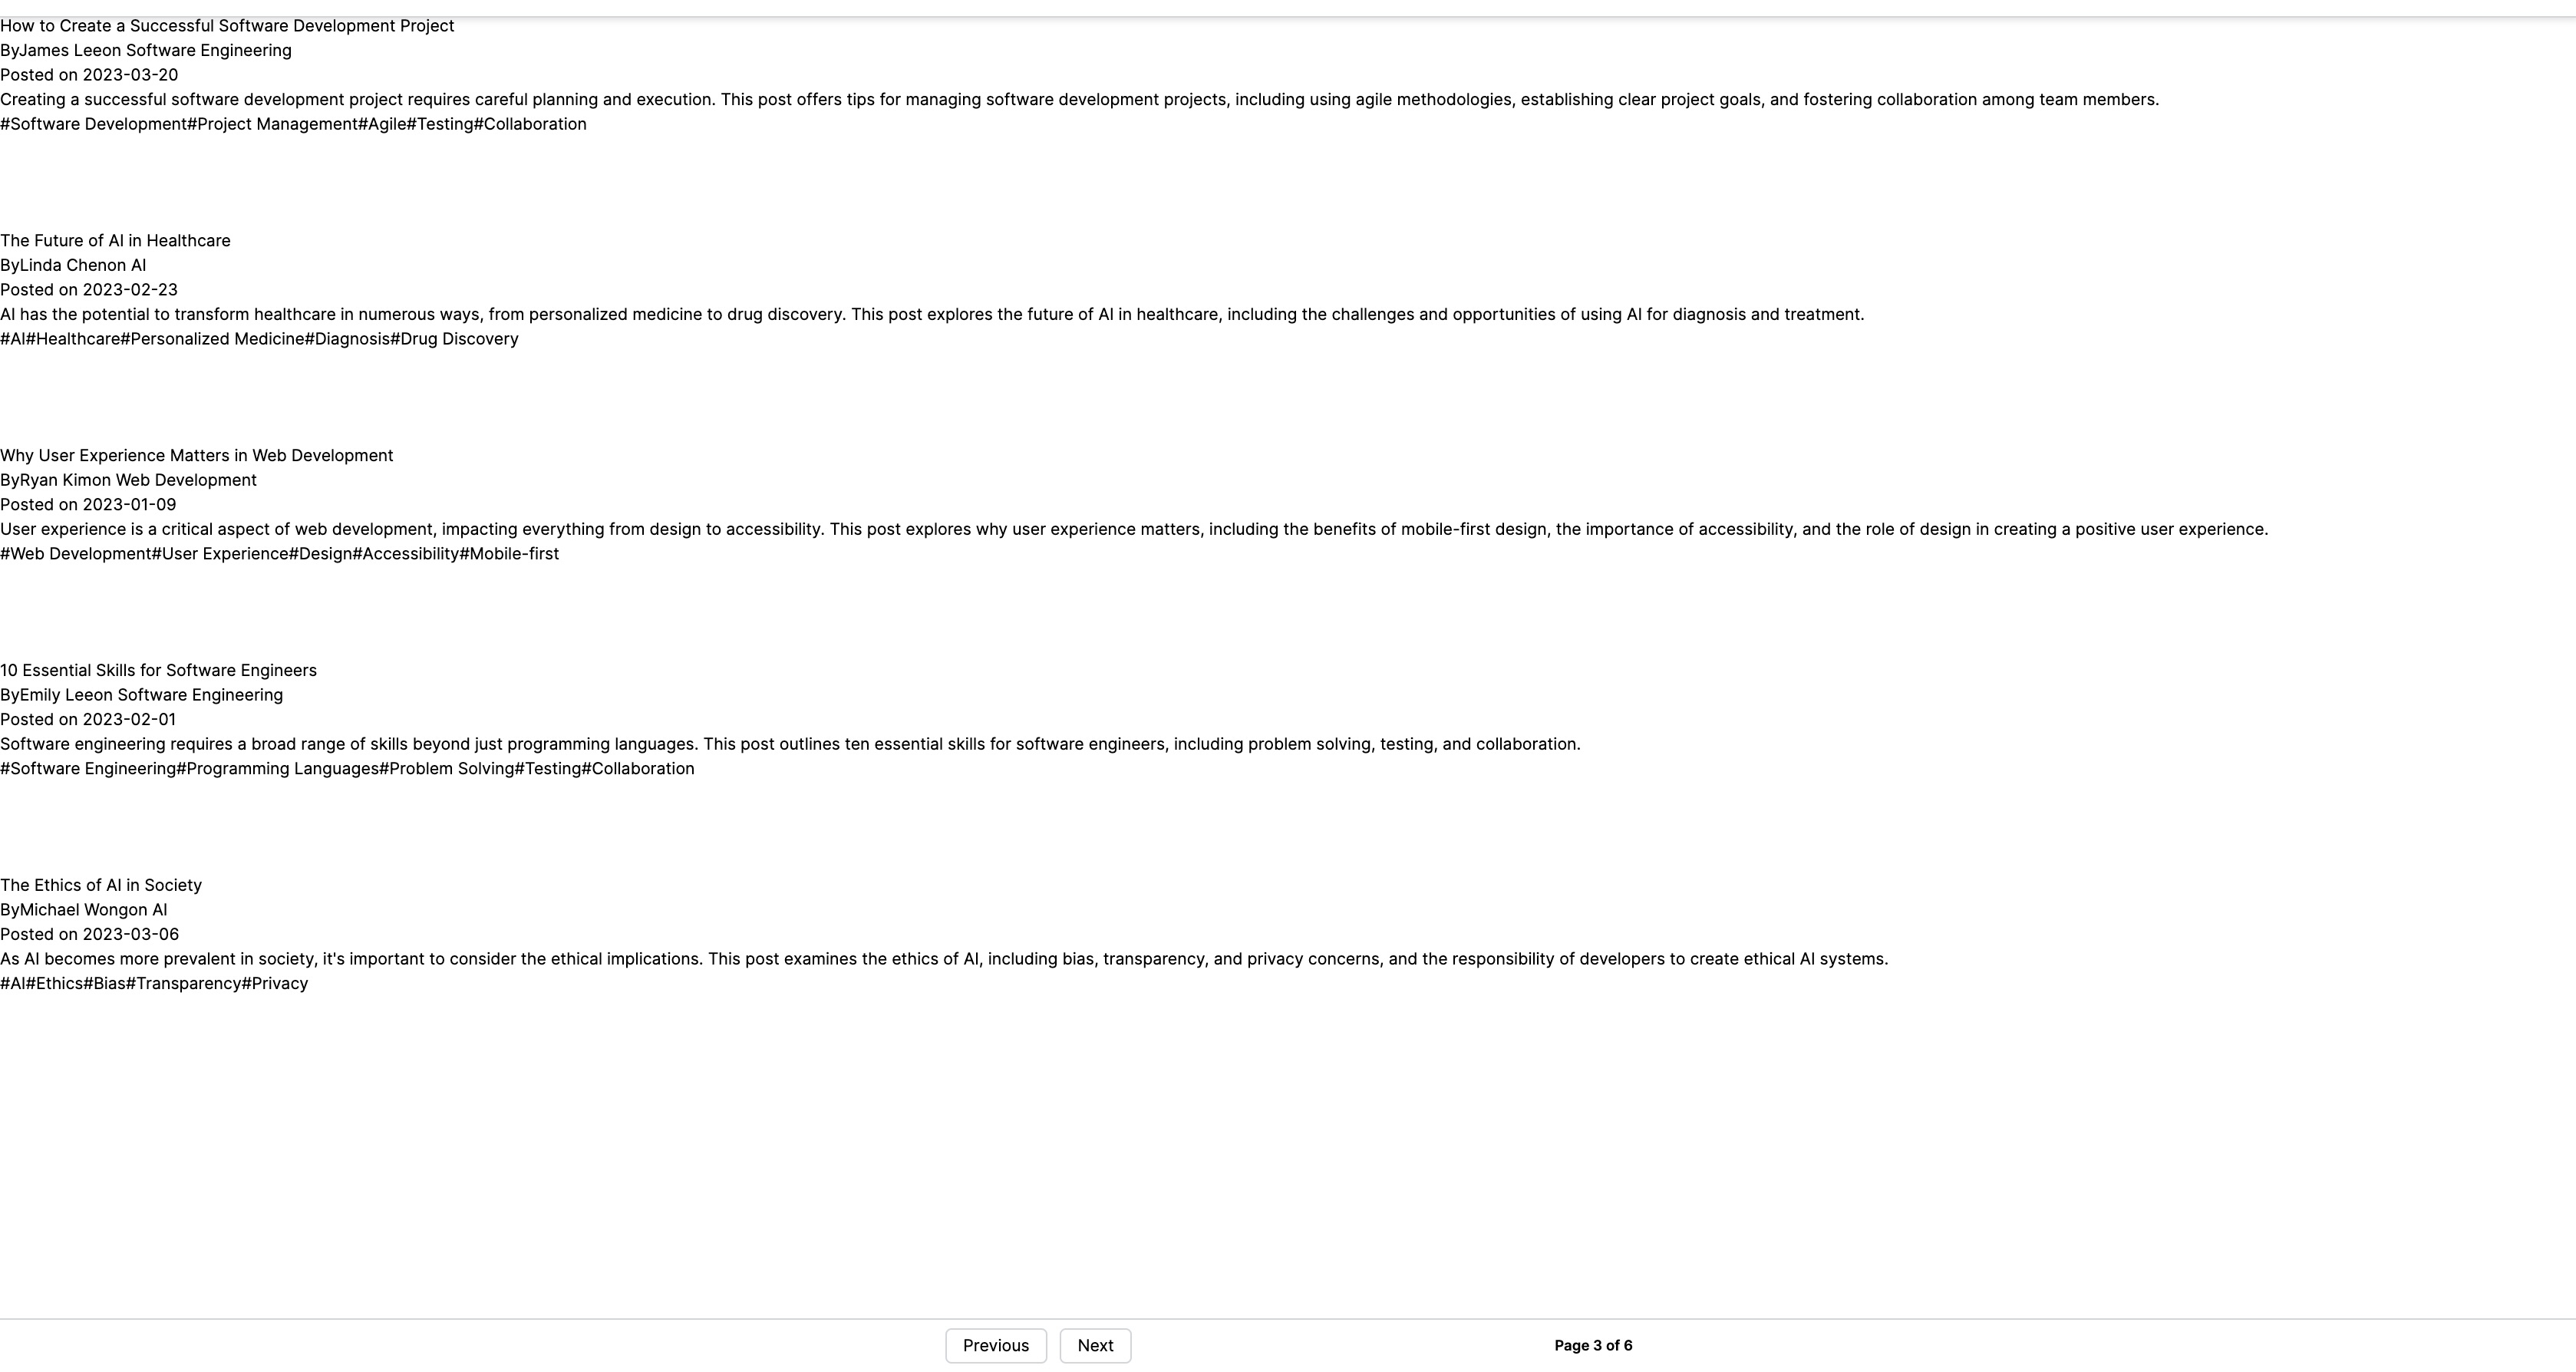 How to Create a Successful Software Development Project
ByJames Leeon Software Engineering
Posted on 2023-03-20
Creating a successful software development project requires careful planning and execution. This post offers tips for managing software development projects, including using agile methodologies, establishing clear project goals, and fostering collaboration among team members.
#Software Development#Project Management#Agile#Testing#Collaboration
The Future of AI in Healthcare
ByLinda Chenon AI
Posted on 2023-02-23
AI has the potential to transform healthcare in numerous ways, from personalized medicine to drug discovery. This post explores the future of AI in healthcare, including the challenges and opportunities of using AI for diagnosis and treatment.
#AI#Healthcare#Personalized Medicine#Diagnosis#Drug Discovery
Why User Experience Matters in Web Development
ByRyan Kimon Web Development
Posted on 2023-01-09
User experience is a critical aspect of web development, impacting everything from design to accessibility. This post explores why user experience matters, including the benefits of mobile-first design, the importance of accessibility, and the role of design in creating a positive user experience.
#Web Development#User Experience#Design#Accessibility#Mobile-first
10 Essential Skills for Software Engineers
ByEmily Leeon Software Engineering
Posted on 2023-02-01
Software engineering requires a broad range of skills beyond just programming languages. This post outlines ten essential skills for software engineers, including problem solving, testing, and collaboration.
#Software Engineering#Programming Languages#Problem Solving#Testing#Collaboration
The Ethics of AI in Society
ByMichael Wongon AI
Posted on 2023-03-06
As AI becomes more prevalent in society, it's important to consider the ethical implications. This post examines the ethics of AI, including bias, transparency, and privacy concerns, and the responsibility of developers to create ethical AI systems.
#AI#Ethics#Bias#Transparency#Privacy
Previous Next Page 3 of 6